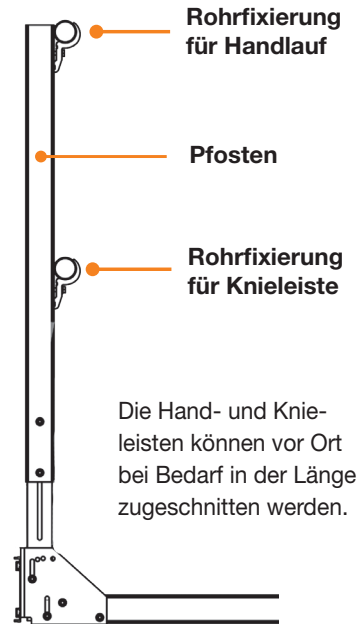 Rohrfixierung
für Handlauf
Pfosten
Rohrfixierung
für Knieleiste
Die Hand- und Knie-
leisten können vor Ort
bei Bedarf in der Länge
zugeschnitten werden.